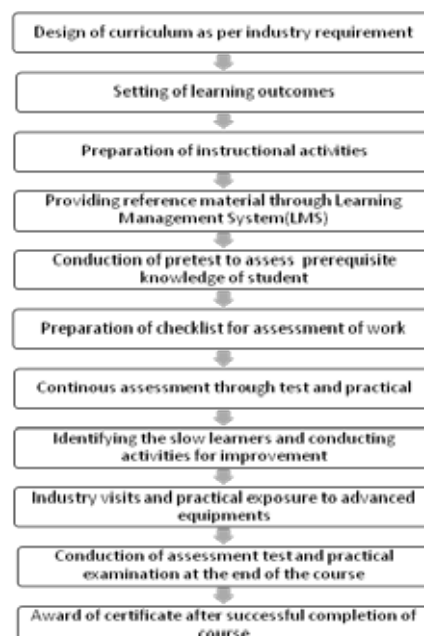 Design of curriculum as per industry requirement
Setting of learning outcomes
Preparation of instructional activities
Providing reference material through Learning
Management System(LMS)
Conduction of pretest to assess prerequisite
knowledge of student
Preparation of checklist for assessment of work
Continous assessment through test and practical
Identifying the slow learners and conducting
activities for improvement
Industry visits and practical exposure to advanced
equipments
Conduction of assessment test and practical
examination at the end of the course
Award of certificate after successful completion of
course